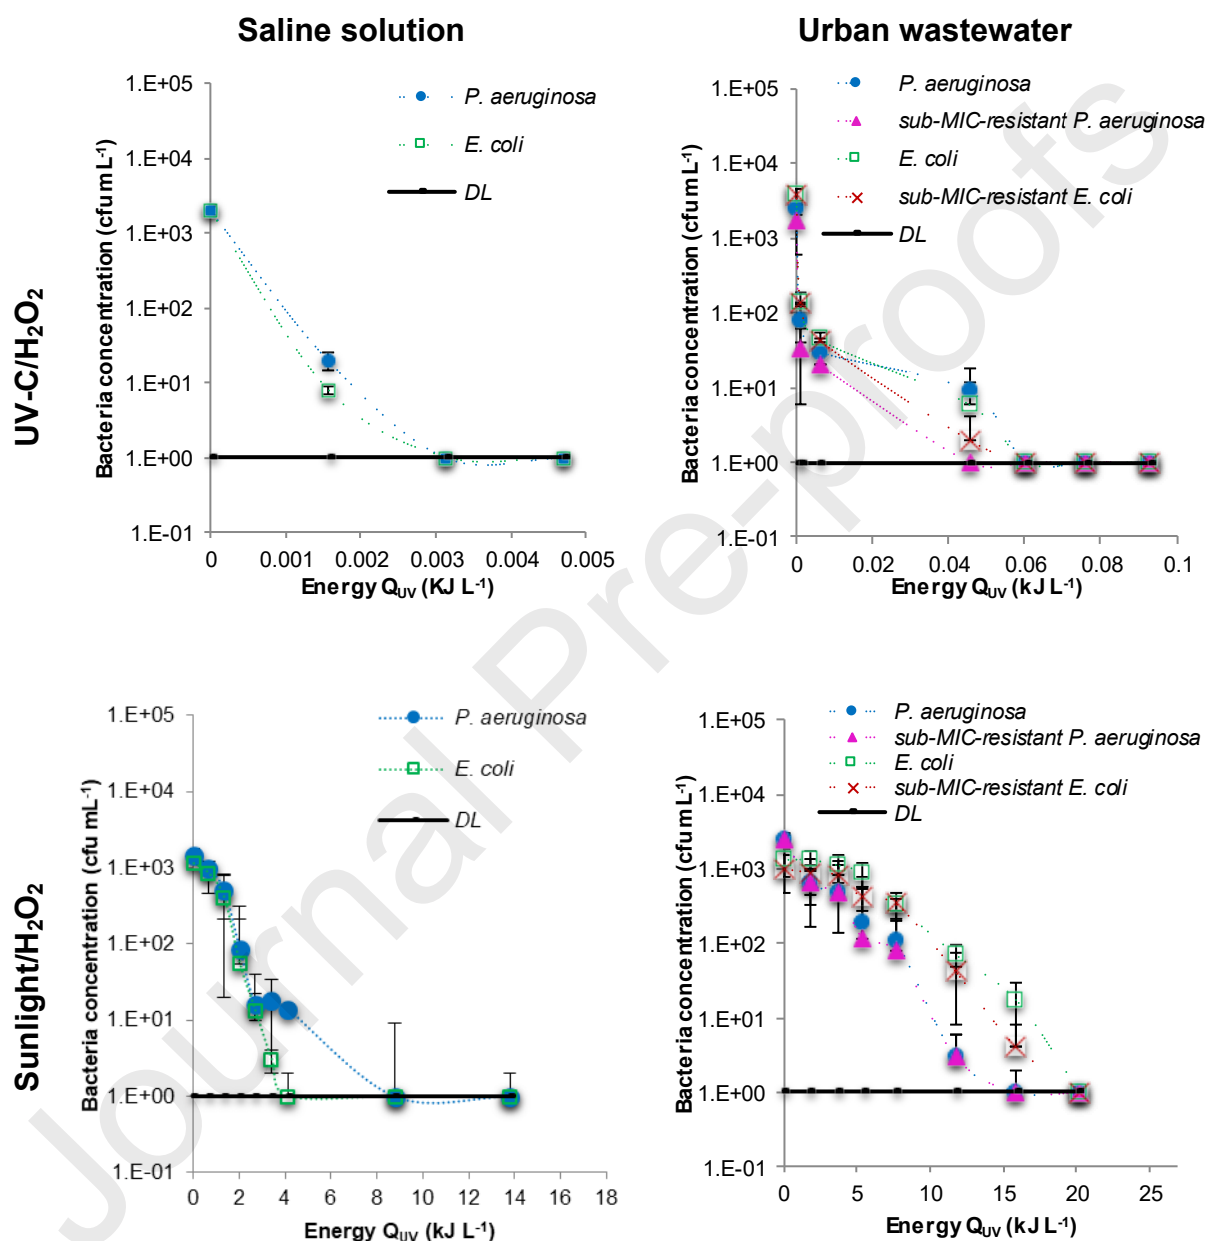 Saline solution
Urban wastewater
UV-C/H₂O₂
Bacteria concentration (cfu mL⁻¹)
1.E+05
1.E+04
1.E+03
1.E+02
1.E+01
1.E+00
1.E-01
P. aeruginosa
E. coli
DL
0 0.001 0.002 0.003 0.004 0.005
Energy Q_UV (KJ L⁻¹)
Bacteria concentration (cfu mL⁻¹)
1.E+05
1.E+04
1.E+03
1.E+02
1.E+01
1.E+00
1.E-01
P. aeruginosa
sub-MIC-resistant P. aeruginosa
E. coli
sub-MIC-resistant E. coli
DL
0 0.02 0.04 0.06 0.08 0.1
Energy Q_UV (kJ L⁻¹)
Sunlight/H₂O₂
Bacteria concentration (cfu mL⁻¹)
1.E+05
1.E+04
1.E+03
1.E+02
1.E+01
1.E+00
1.E-01
P. aeruginosa
E. coli
DL
0 2 4 6 8 10 12 14 16 18
Energy Q_UV (kJ L⁻¹)
Bacteria concentration (cfu mL⁻¹)
1.E+05
1.E+04
1.E+03
1.E+02
1.E+01
1.E+00
1.E-01
P. aeruginosa
sub-MIC-resistant P. aeruginosa
E. coli
sub-MIC-resistant E. coli
DL
0 5 10 15 20 25
Energy Q_UV (kJ L⁻¹)
Journal Pre-proofs